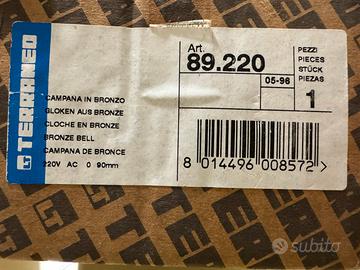 TERRANEO
CAMPANA IN BRONZO
GLOKEN AUS BRONZE
CLOCHE EN BRONZE
BRONZE BELL
CAMPANA DE BRONCE
220V AC 0 90mm
Art.
89.220
05-96
PEZZI
PIECES
STÜCK
PIEZAS
1
8 014496 008572 >
subito